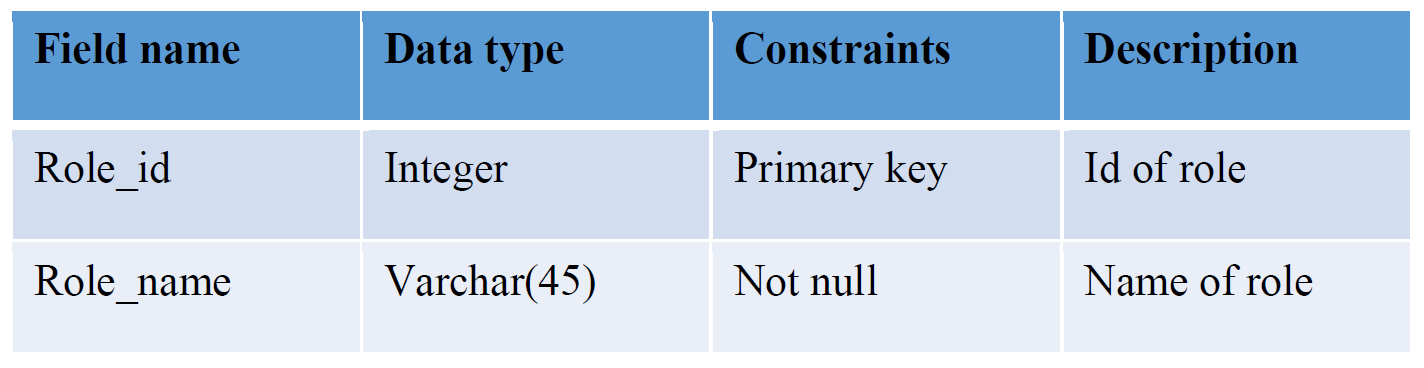 Field name Data type Constraints Description
Role_id Integer Primary key Id of role
Role_name Varchar(45) Not null Name of role